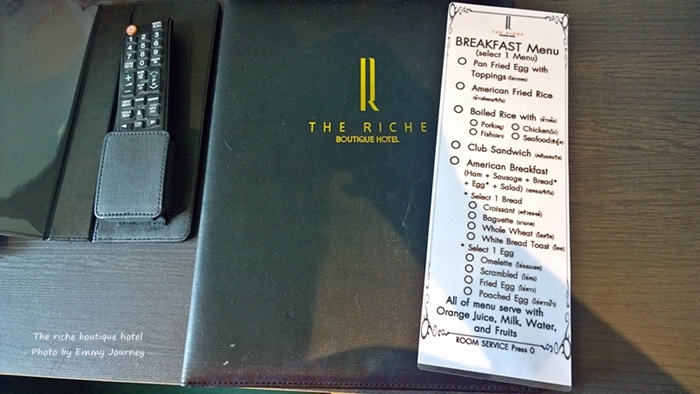 THE RICHE
BOUTIQUE HOTEL
THE RICHE
BREAKFAST Menu
(select 1 Menu)
Pan Fried Egg with
Toppings
American Fried Rice
Boiled Rice with
Pork
Chicken
Fish
Seafood
Club Sandwich
American Breakfast
(Ham + Sausage + Bread*
+ Egg* + Salad)
* Select 1 Bread
Croissant
Baguette
Whole Wheat
White Bread Toast
* Select 1 Egg
Omelette
Scrambled
Fried Egg
Poached Egg
All of menu serve with
Orange Juice, Milk, Water,
and Fruits
ROOM SERVICE Press 0
The riche boutique hotel
Photo by Emmy Journey